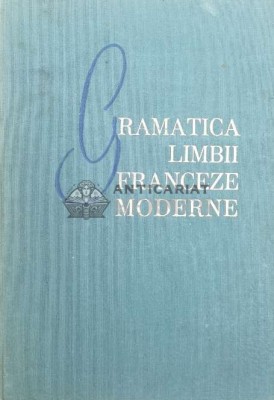 GRAMATICA
LIMBII
FRANCEZE
ANTICARIAT
MODERNE